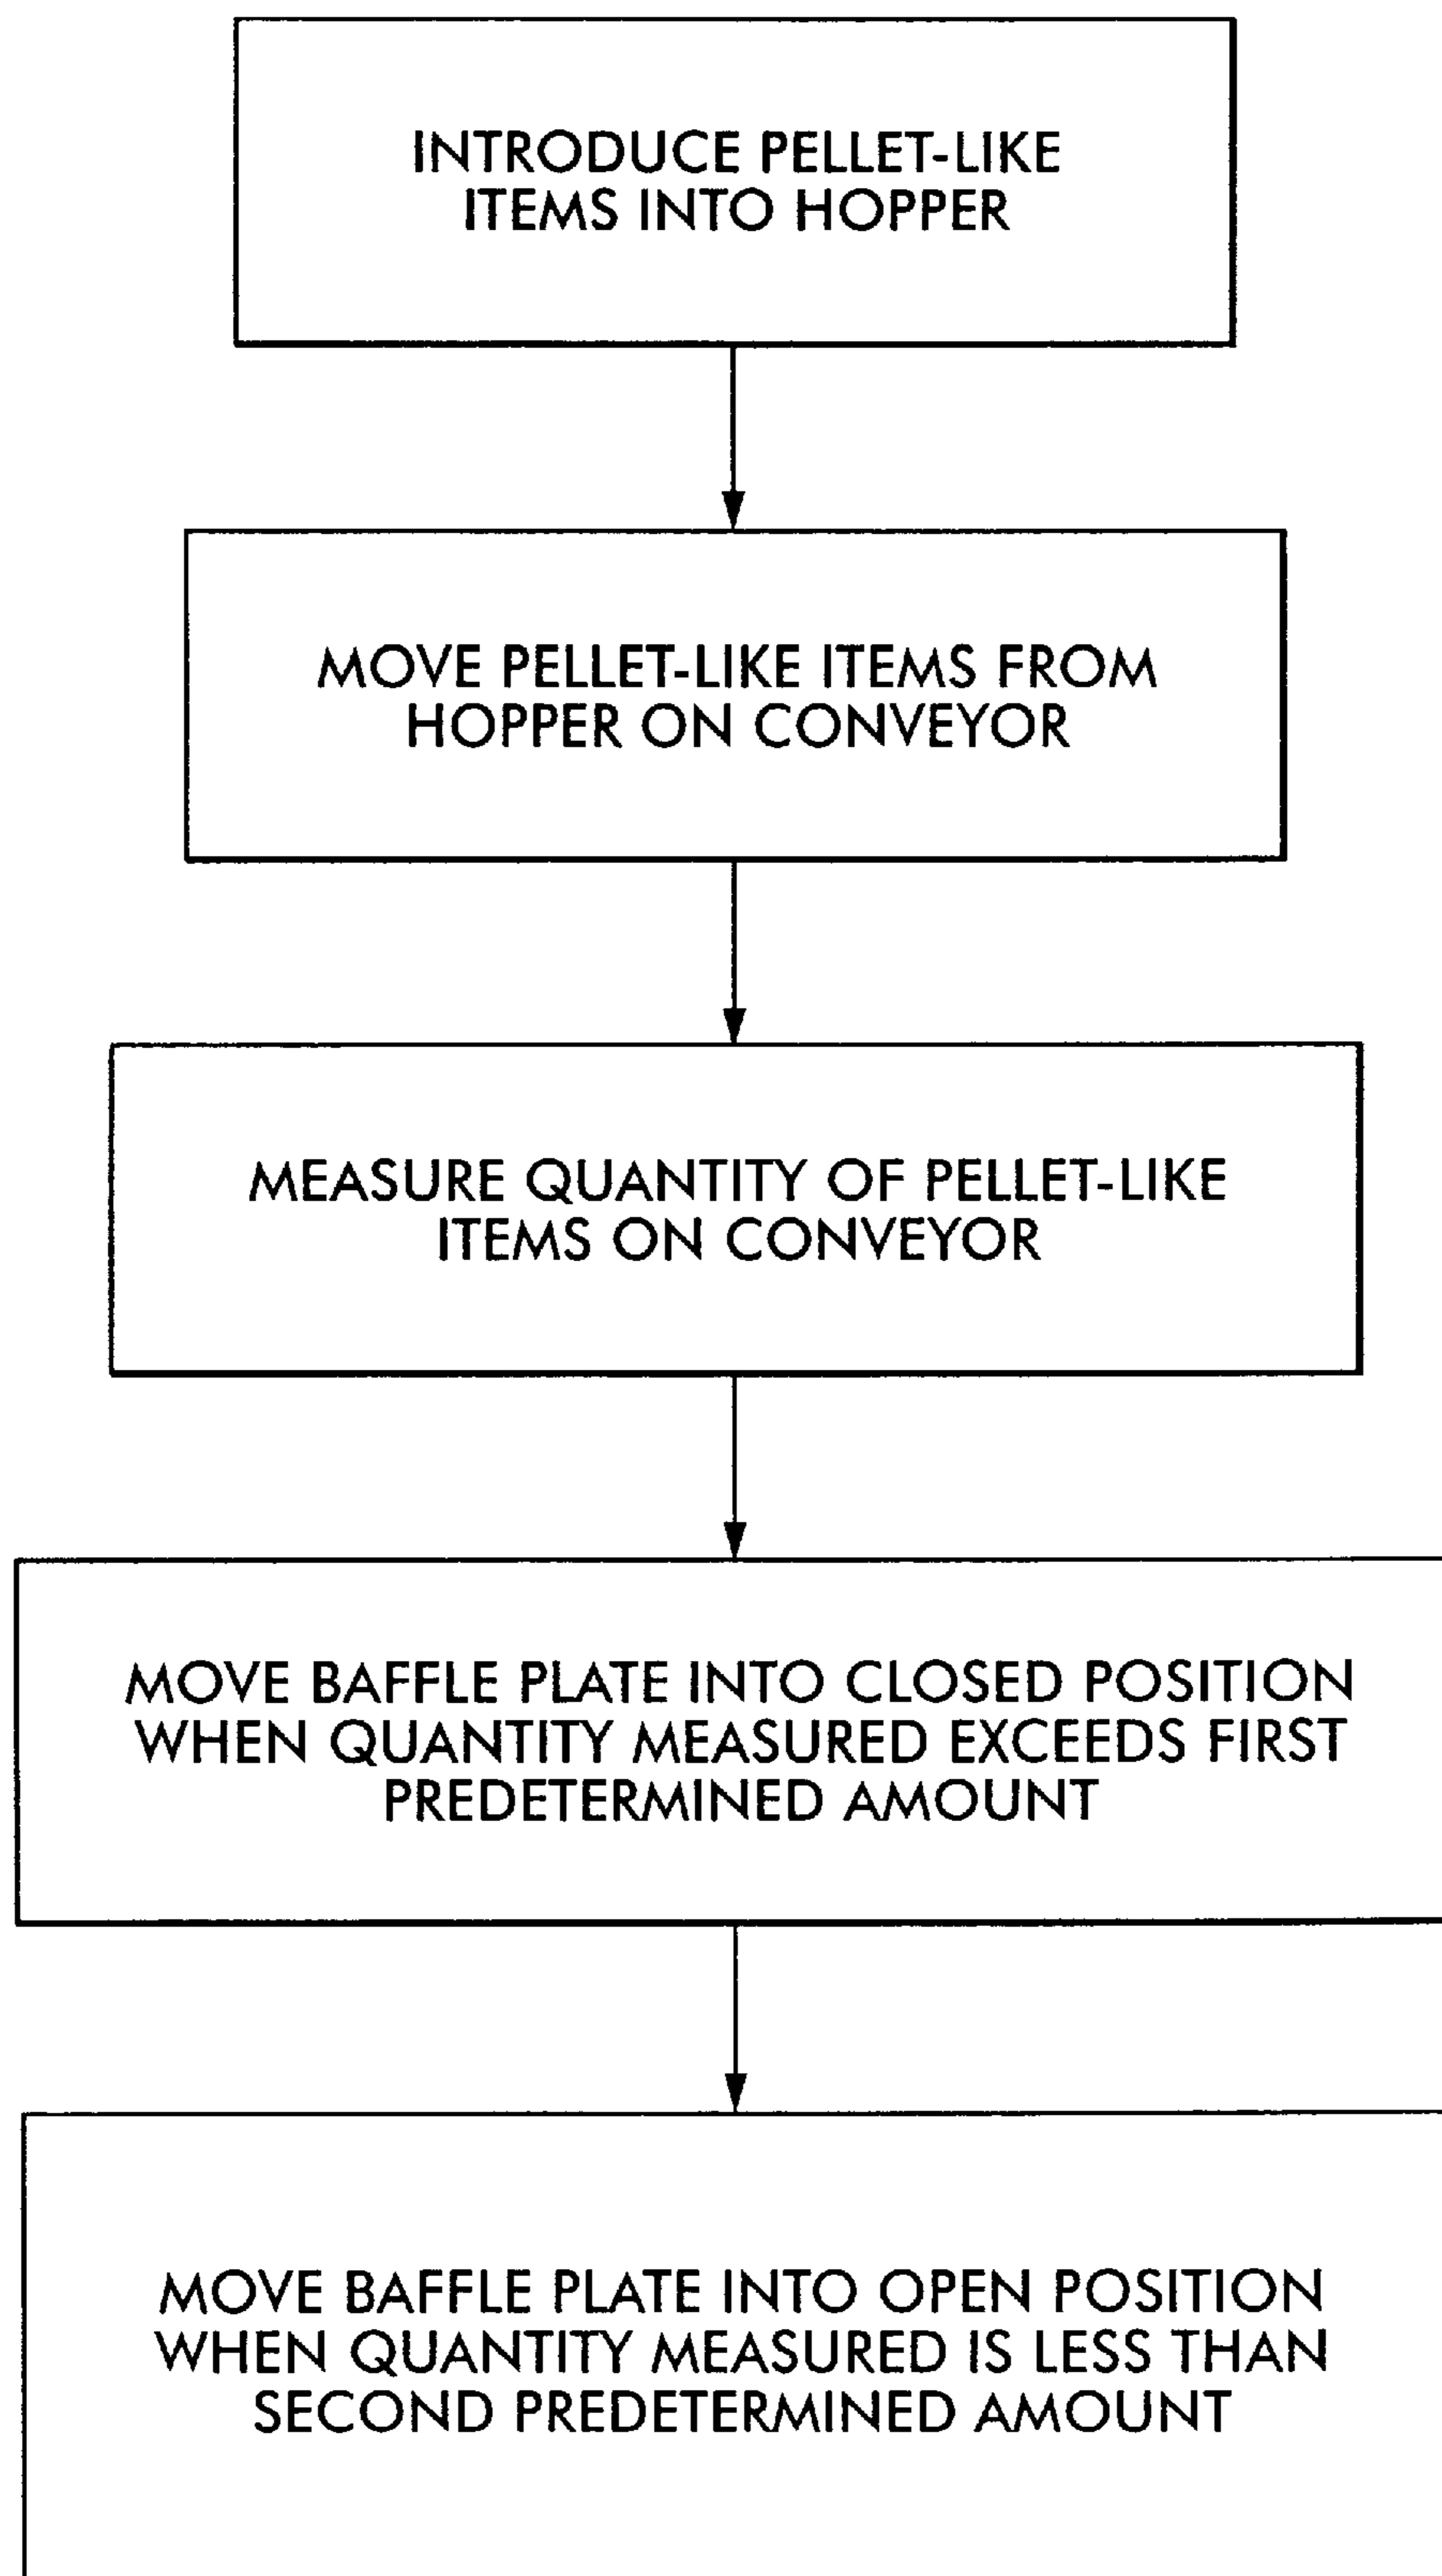 INTRODUCE PELLET-LIKE
ITEMS INTO HOPPER
MOVE PELLET-LIKE ITEMS FROM
HOPPER ON CONVEYOR
MEASURE QUANTITY OF PELLET-LIKE
ITEMS ON CONVEYOR
MOVE BAFFLE PLATE INTO CLOSED POSITION
WHEN QUANTITY MEASURED EXCEEDS FIRST
PREDETERMINED AMOUNT
MOVE BAFFLE PLATE INTO OPEN POSITION
WHEN QUANTITY MEASURED IS LESS THAN
SECOND PREDETERMINED AMOUNT